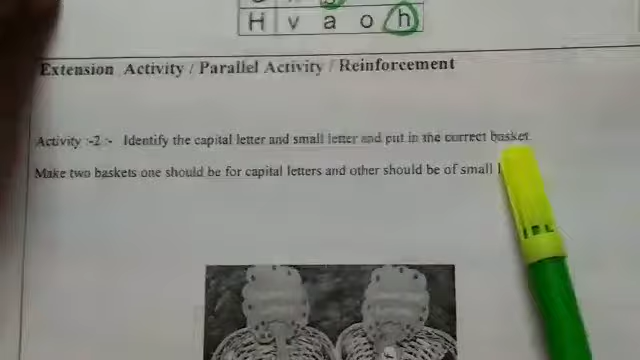 H v a o h
Extension Activity / Parallel Activity / Reinforcement
Activity :-2 :- Identify the capital letter and small letter and put in the correct basket
Make two baskets one should be for capital letters and other should be of small